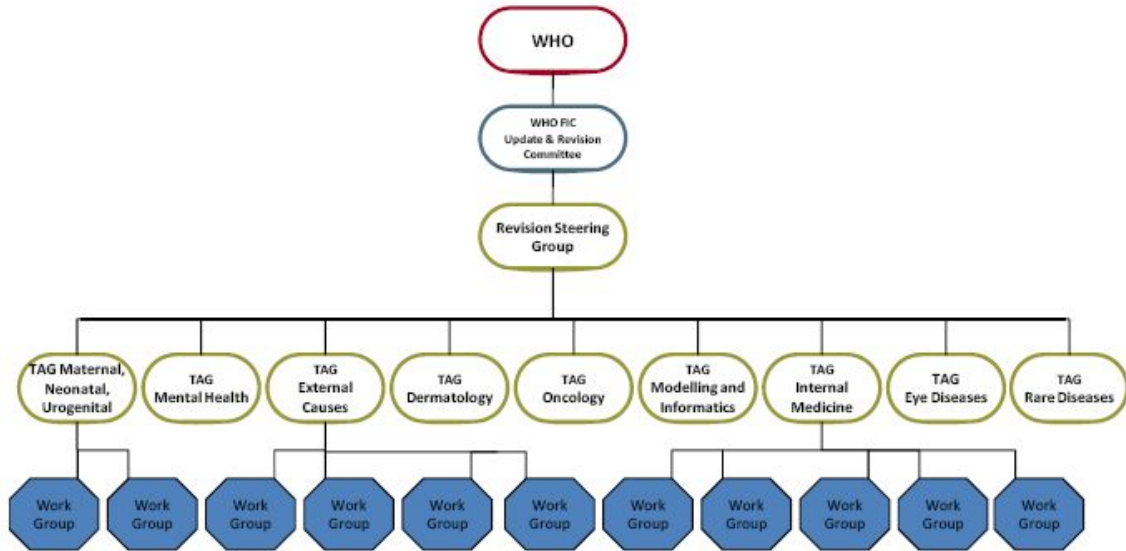 WHO
WHO FIC
Update & Revision
Committee
Revision Steering
Group
TAG Maternal,
Neonatal,
Urogenital
TAG
Mental Health
TAG
External
Causes
TAG
Dermatology
TAG
Oncology
TAG
Modelling and
Informatics
TAG
Internal
Medicine
TAG
Eye Diseases
TAG
Rare Diseases
Work
Group
Work
Group
Work
Group
Work
Group
Work
Group
Work
Group
Work
Group
Work
Group
Work
Group
Work
Group
Work
Group